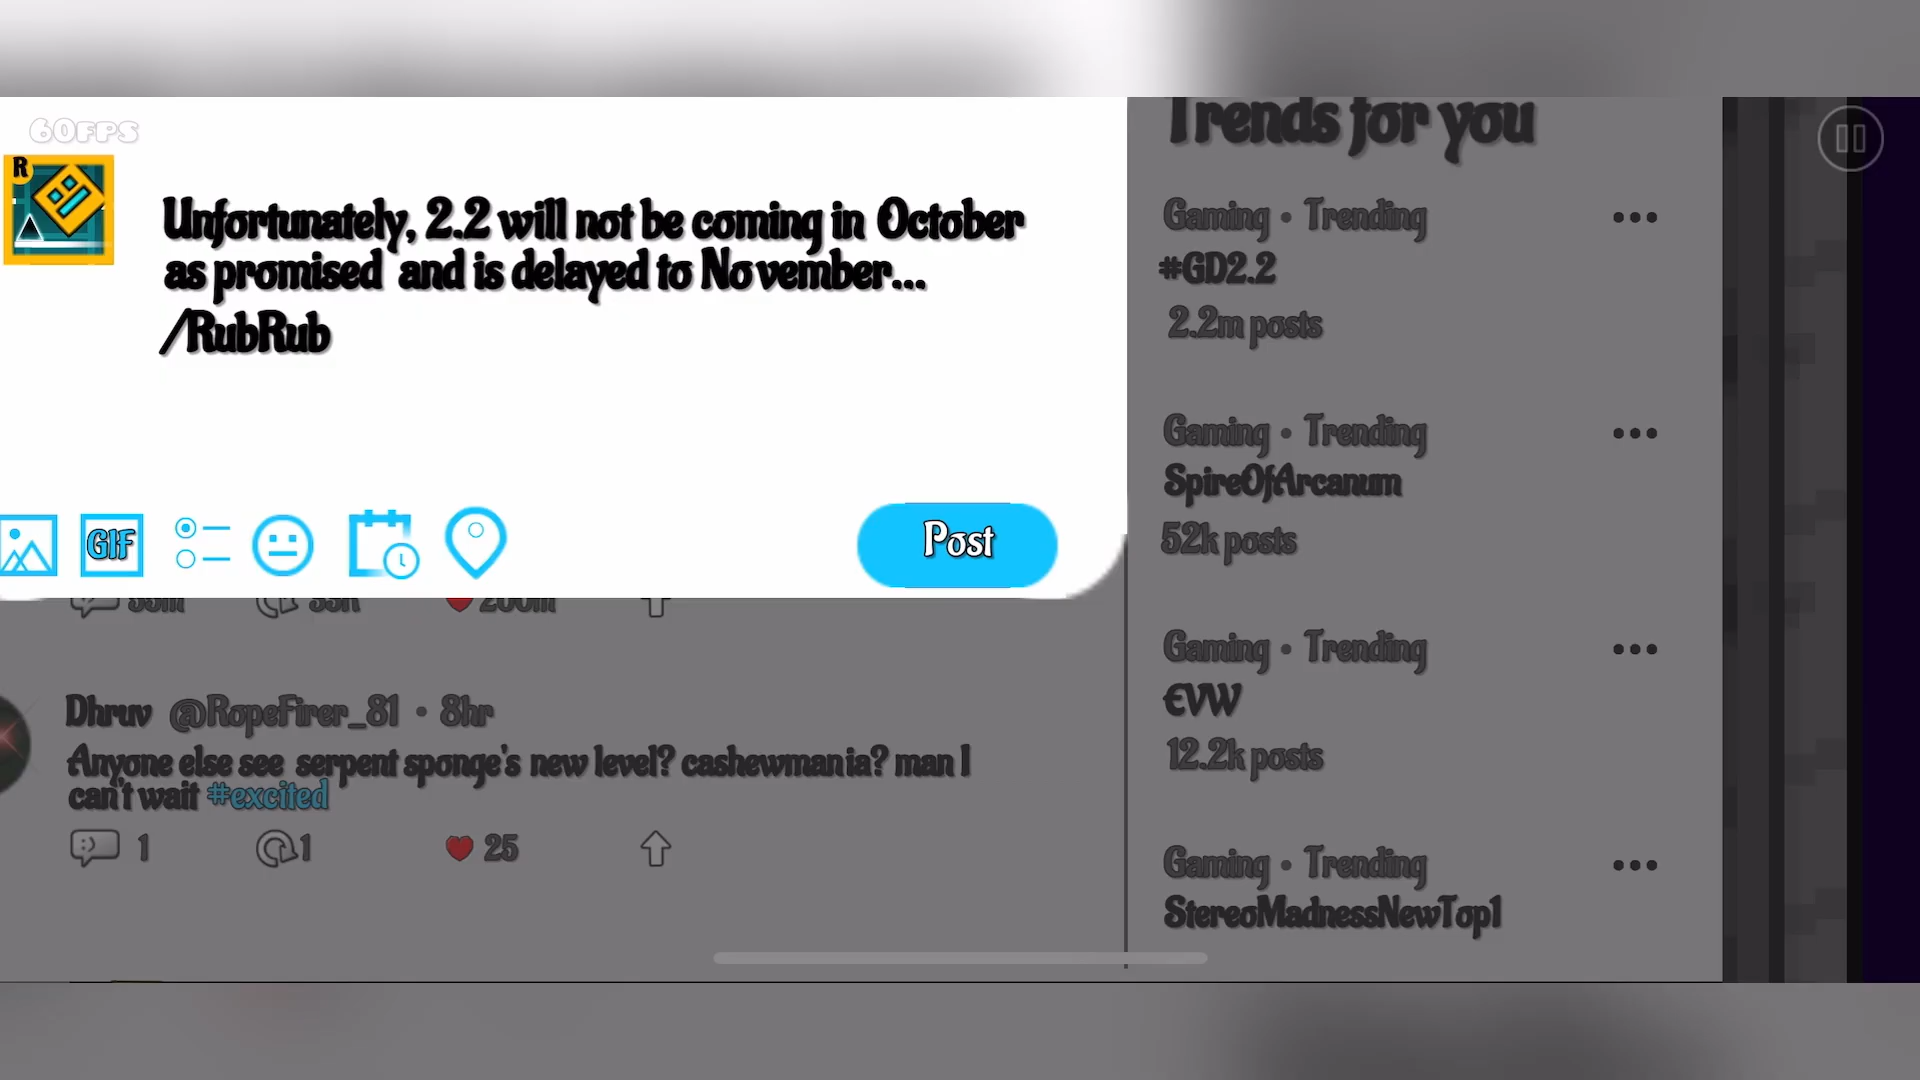 60FPS
R
Unfortunately, 2.2 will not be coming in October
as promised and is delayed to November...
/RubRub
GIF
Post
33m
200m
Dhruv @RopeFirer_81 • 8hr
Anyone else see serpent sponge's new level? cashewmania? man I
can't wait #excited
1
1
25
Trends for you
Gaming • Trending
#GD2.2
2.2m posts
Gaming • Trending
SpireOfArcanum
52k posts
Gaming • Trending
EVW
12.2k posts
Gaming • Trending
StereoMadnessNewTop1